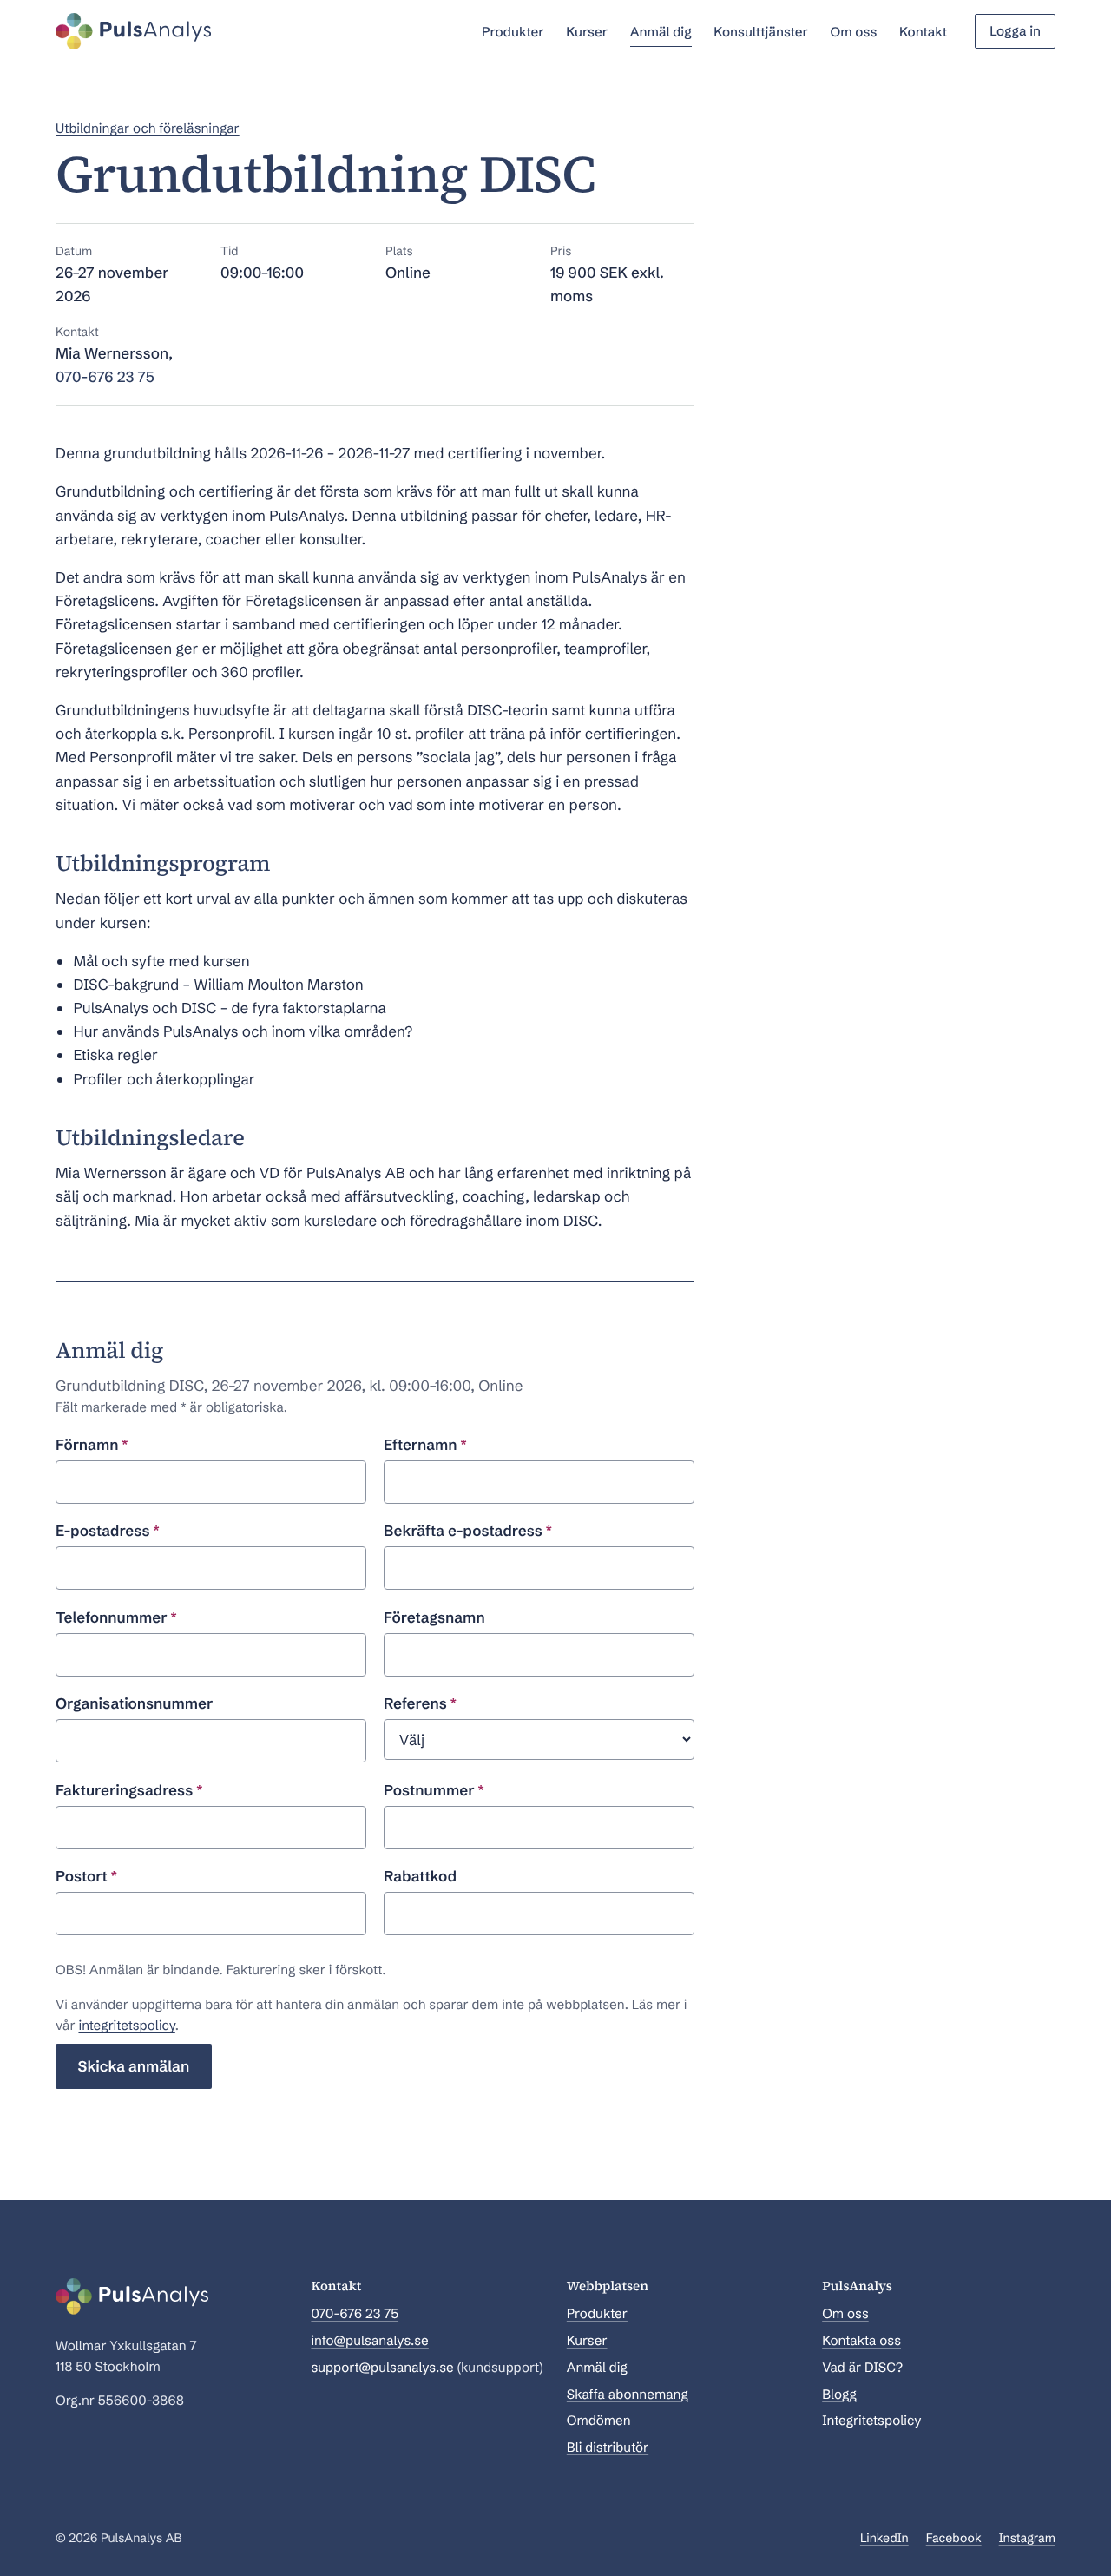 PulsAnalys
Produkter Kurser Anmäl dig Konsulttjänster Om oss Kontakt Logga in
Utbildningar och föreläsningar
Grundutbildning DISC
Datum Tid Plats Pris
26–27 november 09:00–16:00 Online 19 900 SEK exkl.
2026 moms
Kontakt
Mia Wernersson,
070-676 23 75
Denna grundutbildning hålls 2026-11-26 – 2026-11-27 med certifiering i november.
Grundutbildning och certifiering är det första som krävs för att man fullt ut skall kunna
använda sig av verktygen inom PulsAnalys. Denna utbildning passar för chefer, ledare, HR-
arbetare, rekryterare, coacher eller konsulter.
Det andra som krävs för att man skall kunna använda sig av verktygen inom PulsAnalys är en
Företagslicens. Avgiften för Företagslicensen är anpassad efter antal anställda.
Företagslicensen startar i samband med certifieringen och löper under 12 månader.
Företagslicensen ger er möjlighet att göra obegränsat antal personprofiler, teamprofiler,
rekryteringsprofiler och 360 profiler.
Grundutbildningens huvudsyfte är att deltagarna skall förstå DISC-teorin samt kunna utföra
och återkoppla s.k. Personprofil. I kursen ingår 10 st. profiler att träna på inför certifieringen.
Med Personprofil mäter vi tre saker. Dels en persons ”sociala jag”, dels hur personen i fråga
anpassar sig i en arbetssituation och slutligen hur personen anpassar sig i en pressad
situation. Vi mäter också vad som motiverar och vad som inte motiverar en person.
Utbildningsprogram
Nedan följer ett kort urval av alla punkter och ämnen som kommer att tas upp och diskuteras
under kursen:
• Mål och syfte med kursen
• DISC-bakgrund – William Moulton Marston
• PulsAnalys och DISC – de fyra faktorstaplarna
• Hur används PulsAnalys och inom vilka områden?
• Etiska regler
• Profiler och återkopplingar
Utbildningsledare
Mia Wernersson är ägare och VD för PulsAnalys AB och har lång erfarenhet med inriktning på
sälj och marknad. Hon arbetar också med affärsutveckling, coaching, ledarskap och
säljträning. Mia är mycket aktiv som kursledare och föredragshållare inom DISC.
Anmäl dig
Grundutbildning DISC, 26–27 november 2026, kl. 09:00–16:00, Online
Fält markerade med * är obligatoriska.
Förnamn * Efternamn *
E-postadress * Bekräfta e-postadress *
Telefonnummer * Företagsnamn
Organisationsnummer Referens *
Välj
Faktureringsadress * Postnummer *
Postort * Rabattkod
OBS! Anmälan är bindande. Fakturering sker i förskott.
Vi använder uppgifterna bara för att hantera din anmälan och sparar dem inte på webbplatsen. Läs mer i
vår integritetspolicy.
Skicka anmälan
PulsAnalys
Wollmar Yxkullsgatan 7
118 50 Stockholm
Org.nr 556600-3868
Kontakt
070-676 23 75
info@pulsanalys.se
support@pulsanalys.se (kundsupport)
Webbplatsen
Produkter
Kurser
Anmäl dig
Skaffa abonnemang
Omdömen
Bli distributör
PulsAnalys
Om oss
Kontakta oss
Vad är DISC?
Blogg
Integritetspolicy
© 2026 PulsAnalys AB LinkedIn Facebook Instagram